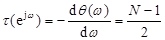 τ(e^{jω}) = − dθ(ω)/dω = (N−1)/2